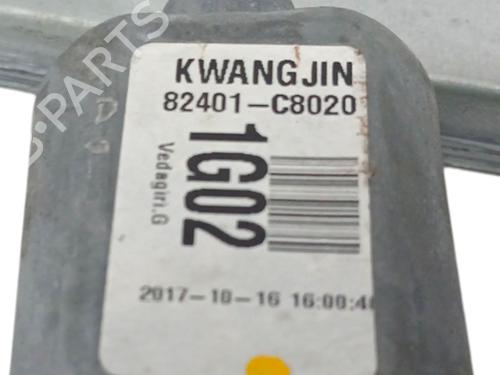 KWANGJIN
82401-C8020
1G02
Vedagiri.G
2017-10-16 16:00:4
B-PARTS